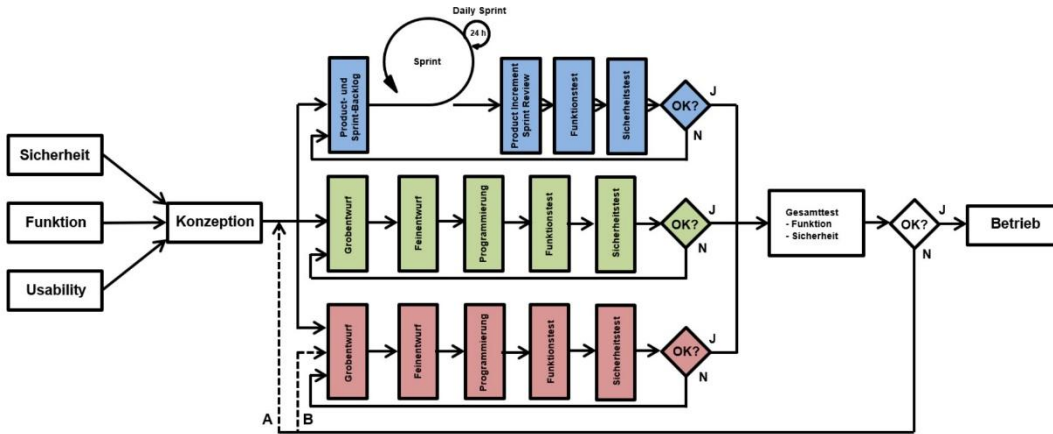 Sicherheit
Funktion
Usability
Konzeption
Daily Sprint
24 h
Sprint
Product- und
Sprint-Backlog
Product Increment
Sprint Review
Funktionstest
Sicherheitstest
OK?
J
N
Grobentwurf
Feinentwurf
Programmierung
Funktionstest
Sicherheitstest
OK?
J
N
Grobentwurf
Feinentwurf
Programmierung
Funktionstest
Sicherheitstest
OK?
J
N
A
B
Gesamttest
- Funktion
- Sicherheit
OK?
J
N
Betrieb